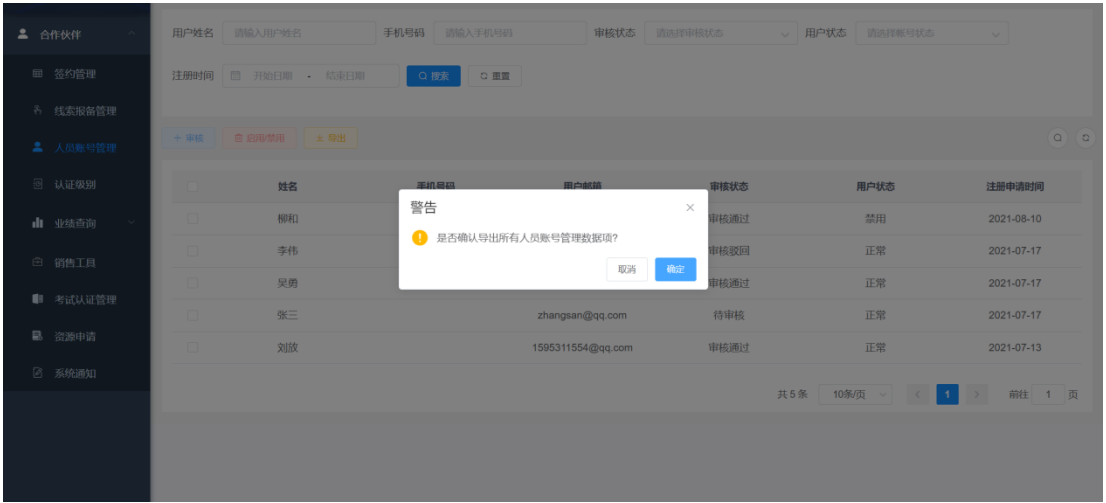 合作伙伴
签约管理
线索报备管理
人员账号管理
认证级别
业绩查询
销售工具
考试认证管理
资源申请
系统通知
用户姓名 请输入用户姓名 手机号码 请输入手机号码 审核状态 请选择审核状态 用户状态 请选择帐号状态
注册时间 开始日期 - 结束日期 搜索 重置
审核 启用/禁用 导出
姓名 手机号码 用户邮箱 审核状态 用户状态 注册申请时间
柳和 审核通过 禁用 2021-08-10
李伟 审核驳回 正常 2021-07-17
吴勇 审核通过 正常 2021-07-17
张三 zhangsan@qq.com 待审核 正常 2021-07-17
刘放 1595311554@qq.com 审核通过 正常 2021-07-13
共 5 条 10条/页 1 前往 1 页
警告
是否确认导出所有人员账号管理数据项?
取消 确定